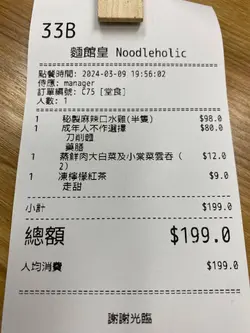 33B
麵館皇 Noodleholic
點餐時間: 2024-03-09 19:56:02
侍應: manager
訂單編號: C75 [堂食]
人數: 1
1 秘製麻辣口水雞(半隻) $98.0
1 成年人不作選擇 $80.0
刀削麵
藥膳
1 蒸鮮肉大白菜及小棠菜雲吞( $12.0
2)
1 凍檸檬紅茶 $9.0
走甜
小計 $199.0
總額 $199.0
人均消費 $199.0
謝謝光臨